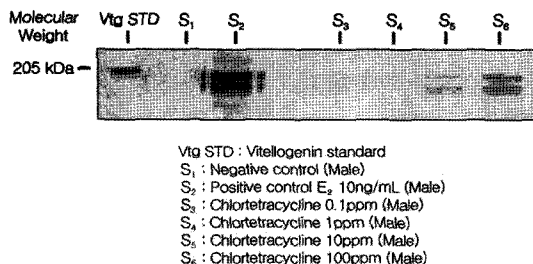 Molecular Weight
Vtg STD S₁ S₂ S₃ S₄ S₅ S₆
205 kDa
Vtg STD : Vitellogenin standard
S₁ : Negative control (Male)
S₂ : Positive control E₂ 10ng/mL (Male)
S₃ : Chlortetracycline 0.1ppm (Male)
S₄ : Chlortetracycline 1ppm (Male)
S₅ : Chlortetracycline 10ppm (Male)
S₆ : Chlortetracycline 100ppm (Male)